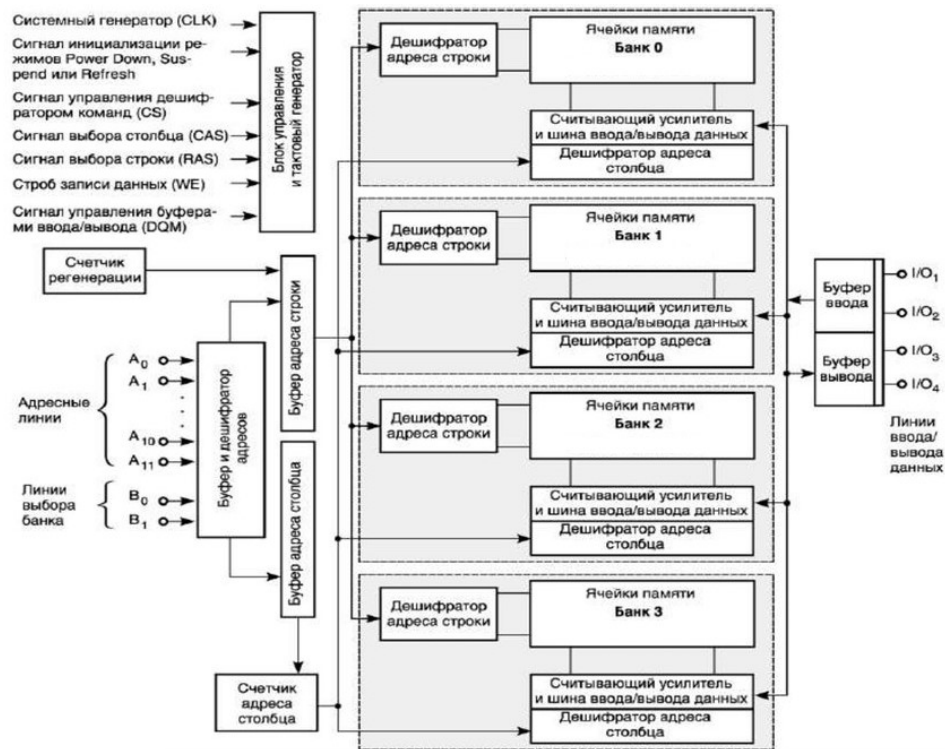 Системный генератор (CLK)
Сигнал инициализации ре-
жимов Power Down, Sus-
pend или Refresh
Сигнал управления дешиф-
ратором команд (CS)
Сигнал выбора столбца (CAS)
Сигнал выбора строки (RAS)
Строб записи данных (WE)
Сигнал управления буфера-
ми ввода/вывода (DQM)
Блок управления
и тактовый генератор
Счетчик
регенерации
Адресные
линии
A0
A1
A10
A11
Линии
выбора
банка
B0
B1
Буфер и дешифратор
адресов
Буфер адреса строки
Буфер адреса столбца
Счетчик
адреса
столбца
Дешифратор
адреса строки
Ячейки памяти
Банк 0
Считывающий усилитель
и шина ввода/вывода данных
Дешифратор адреса
столбца
Дешифратор
адреса строки
Ячейки памяти
Банк 1
Считывающий усилитель
и шина ввода/вывода данных
Дешифратор адреса
столбца
Дешифратор
адреса строки
Ячейки памяти
Банк 2
Считывающий усилитель
и шина ввода/вывода данных
Дешифратор адреса
столбца
Дешифратор
адреса строки
Ячейки памяти
Банк 3
Считывающий усилитель
и шина ввода/вывода данных
Дешифратор адреса
столбца
Буфер
ввода
Буфер
вывода
I/O1
I/O2
I/O3
I/O4
Линии
ввода/
вывода
данных